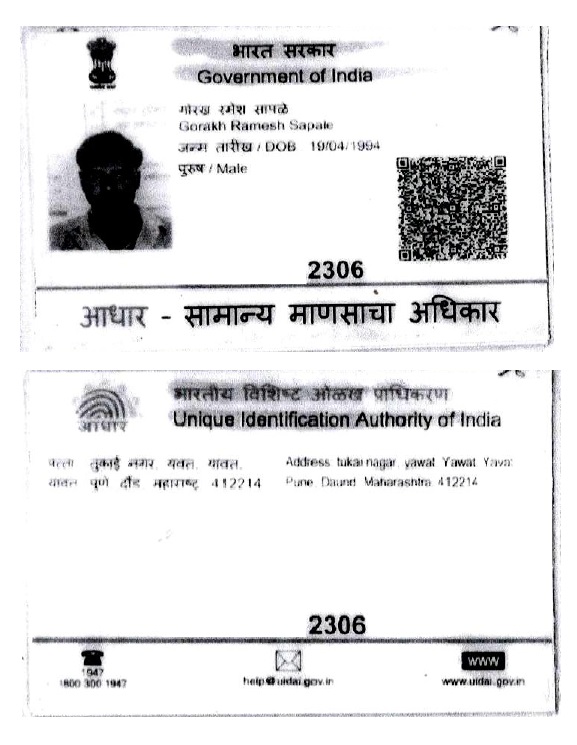 भारत सरकार
Government of India
गोरख रमेश सापळे
Gorakh Ramesh Sapale
जन्म तारीख / DOB 19/04/1994
पुरुष / Male
2306
आधार - सामान्य माणसाचा अधिकार
भारतीय विशिष्ट ओळख प्राधिकरण
Unique Identification Authority of India
आधार
पत्ता तुकाई नगर, यवत, यावत,
यावत पुणे दौंड महाराष्ट्र 412214
Address tukai nagar, yawat Yawat Yavat
Pune Daund Maharashtra 412214
2306
1947
1800 300 1947
help@uidai.gov.in
www
www.uidai.gov.in